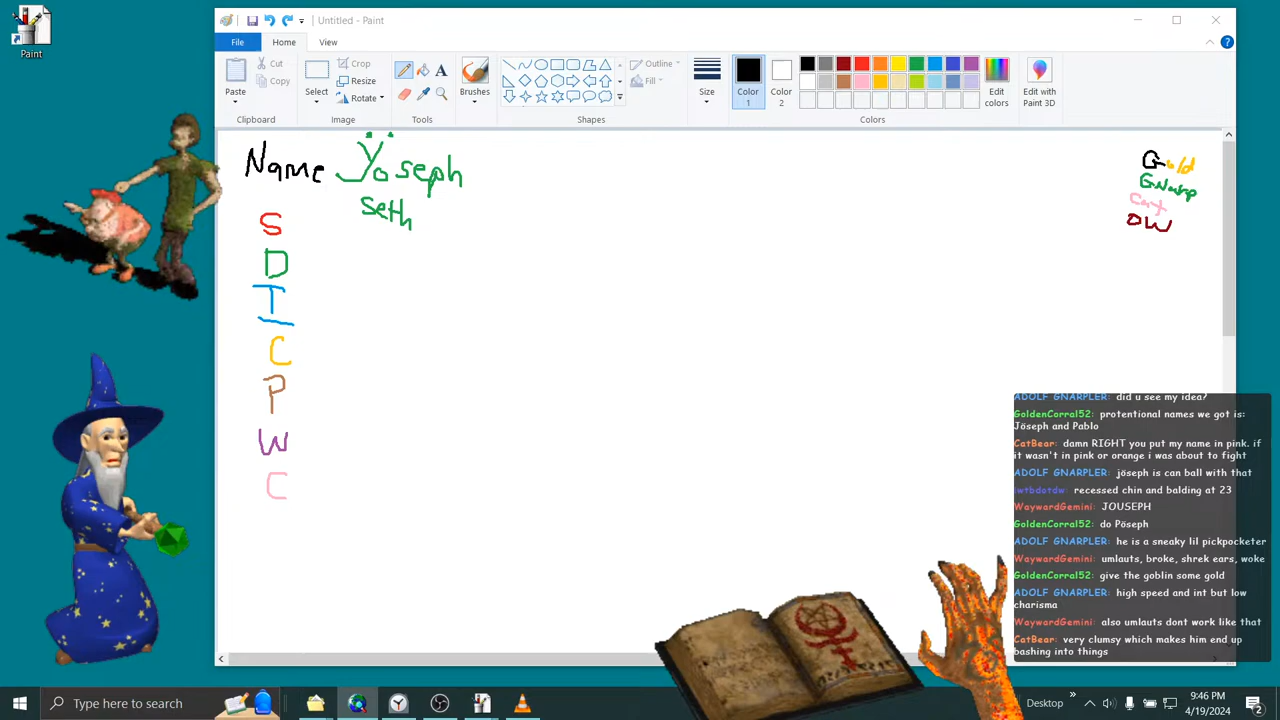 Paint
Untitled - Paint
File
Home
View
Paste
Cut
Copy
Clipboard
Select
Crop
Resize
Rotate
Image
A
Tools
Brushes
Outline
Fill
Shapes
Size
Color 1
Color 2
Edit colors
Edit with Paint 3D
Colors
Name Ÿoseph
Seth
S
D
I
C
P
W
C
Gold
GNarp
Cat
DW
ADOLF GNARPLER: did u see my idea?
GoldenCorral52: protentional names we got is:
Jöseph and Pablo
CatBear: damn RIGHT you put my name in pink. if
it wasn't in pink or orange i was about to fight
ADOLF GNARPLER: jöseph is can ball with that
iwtbdotdw: recessed chin and balding at 23
WaywardGemini: JOUSEPH
GoldenCorral52: do Pöseph
ADOLF GNARPLER: he is a sneaky lil pickpocketer
WaywardGemini: umlauts, broke, shrek ears, woke
GoldenCorral52: give the goblin some gold
ADOLF GNARPLER: high speed and int but low
charisma
WaywardGemini: also umlauts dont work like that
CatBear: very clumsy which makes him end up
bashing into things
Type here to search
Desktop
9:46 PM
4/19/2024
2